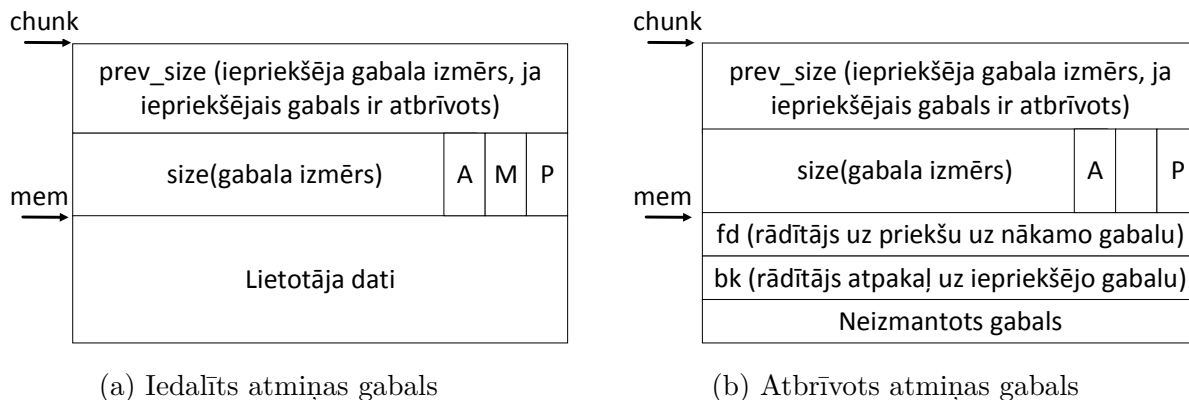 chunk
prev_size (iepriekšēja gabala izmērs, ja
iepriekšējais gabals ir atbrīvots)
size(gabala izmērs)
A
M
P
mem
Lietotāja dati
(a) Iedalīts atmiņas gabals
chunk
prev_size (iepriekšēja gabala izmērs, ja
iepriekšējais gabals ir atbrīvots)
size(gabala izmērs)
A
P
mem
fd (rādītājs uz priekšu uz nākamo gabalu)
bk (rādītājs atpakaļ uz iepriekšējo gabalu)
Neizmantots gabals
(b) Atbrīvots atmiņas gabals